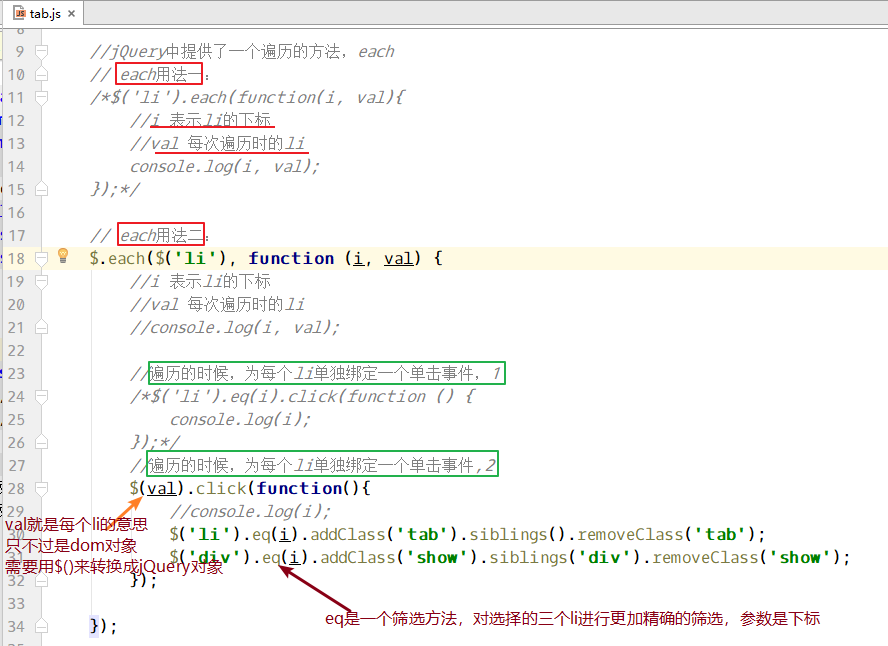 tab.js ×
8
9 //jQuery中提供了一个遍历的方法，each
10 // each用法一：
11 /*$('li').each(function(i, val){
12 //i 表示li的下标
13 //val 每次遍历时的li
14 console.log(i, val);
15 });*/
16
17 // each用法二：
18 $.each($('li'), function (i, val) {
19 //i 表示li的下标
20 //val 每次遍历时的li
21 //console.log(i, val);
22
23 //遍历的时候，为每个li单独绑定一个单击事件，1
24 /*$('li').eq(i).click(function () {
25 console.log(i);
26 });*/
27 //遍历的时候，为每个li单独绑定一个单击事件,2
28 $(val).click(function(){
29 //console.log(i);
30 $('li').eq(i).addClass('tab').siblings().removeClass('tab');
31 $('div').eq(i).addClass('show').siblings('div').removeClass('show');
32 });
33
34 });
val就是每个li的意思
只不过是dom对象
需要用$()来转换成jQuery对象
eq是一个筛选方法，对选择的三个li进行更加精确的筛选，参数是下标